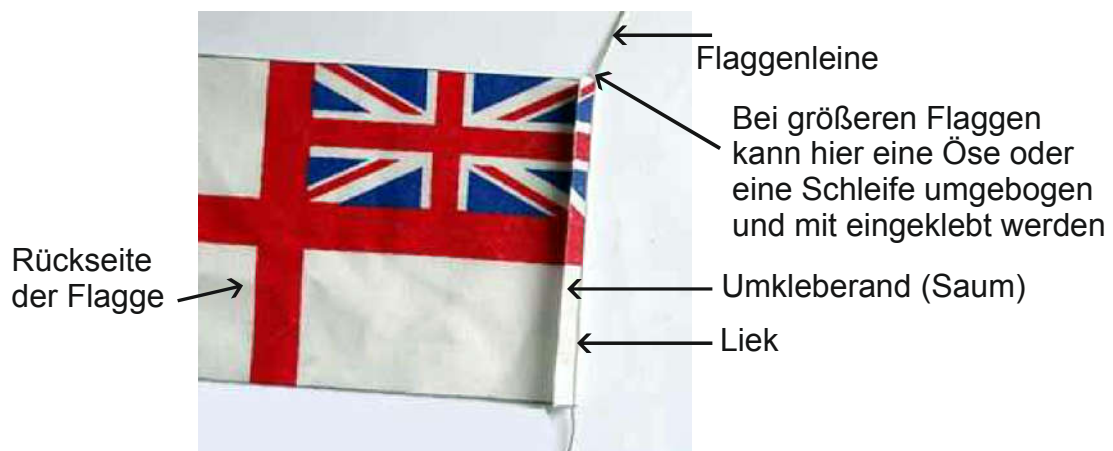 Flaggenleine
Bei größeren Flaggen
kann hier eine Öse oder
eine Schleife umgebogen
und mit eingeklebt werden
Rückseite
der Flagge
Umkleberand (Saum)
Liek